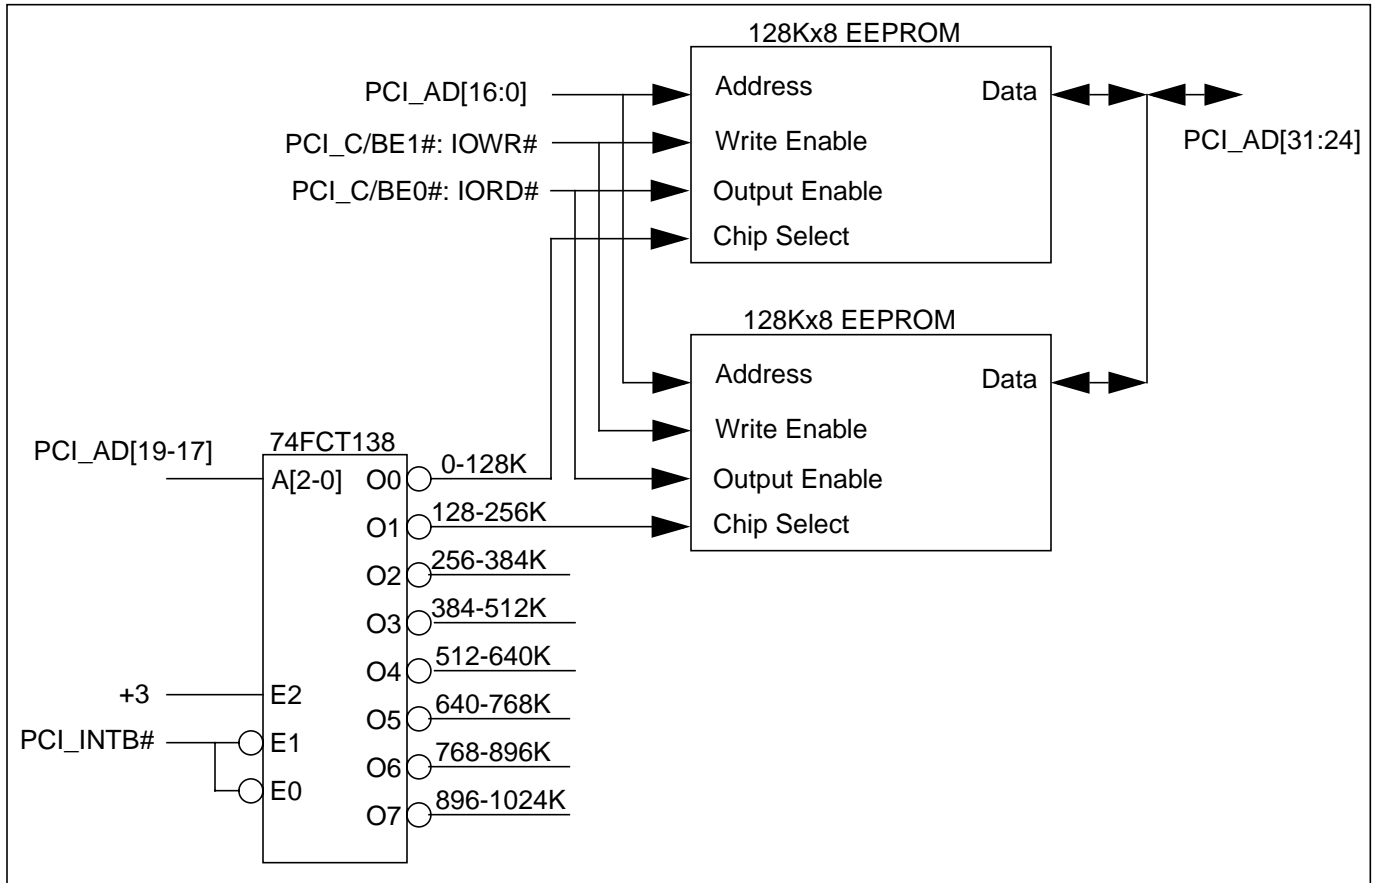 128Kx8 EEPROM
PCI_AD[16:0]
Address
Data
PCI_C/BE1#: IOWR#
Write Enable
PCI_AD[31:24]
PCI_C/BE0#: IORD#
Output Enable
Chip Select
128Kx8 EEPROM
Address
Data
Write Enable
Output Enable
Chip Select
74FCT138
PCI_AD[19-17]
A[2-0]
O0
0-128K
O1
128-256K
O2
256-384K
O3
384-512K
O4
512-640K
+3
E2
O5
640-768K
PCI_INTB#
E1
O6
768-896K
E0
O7
896-1024K